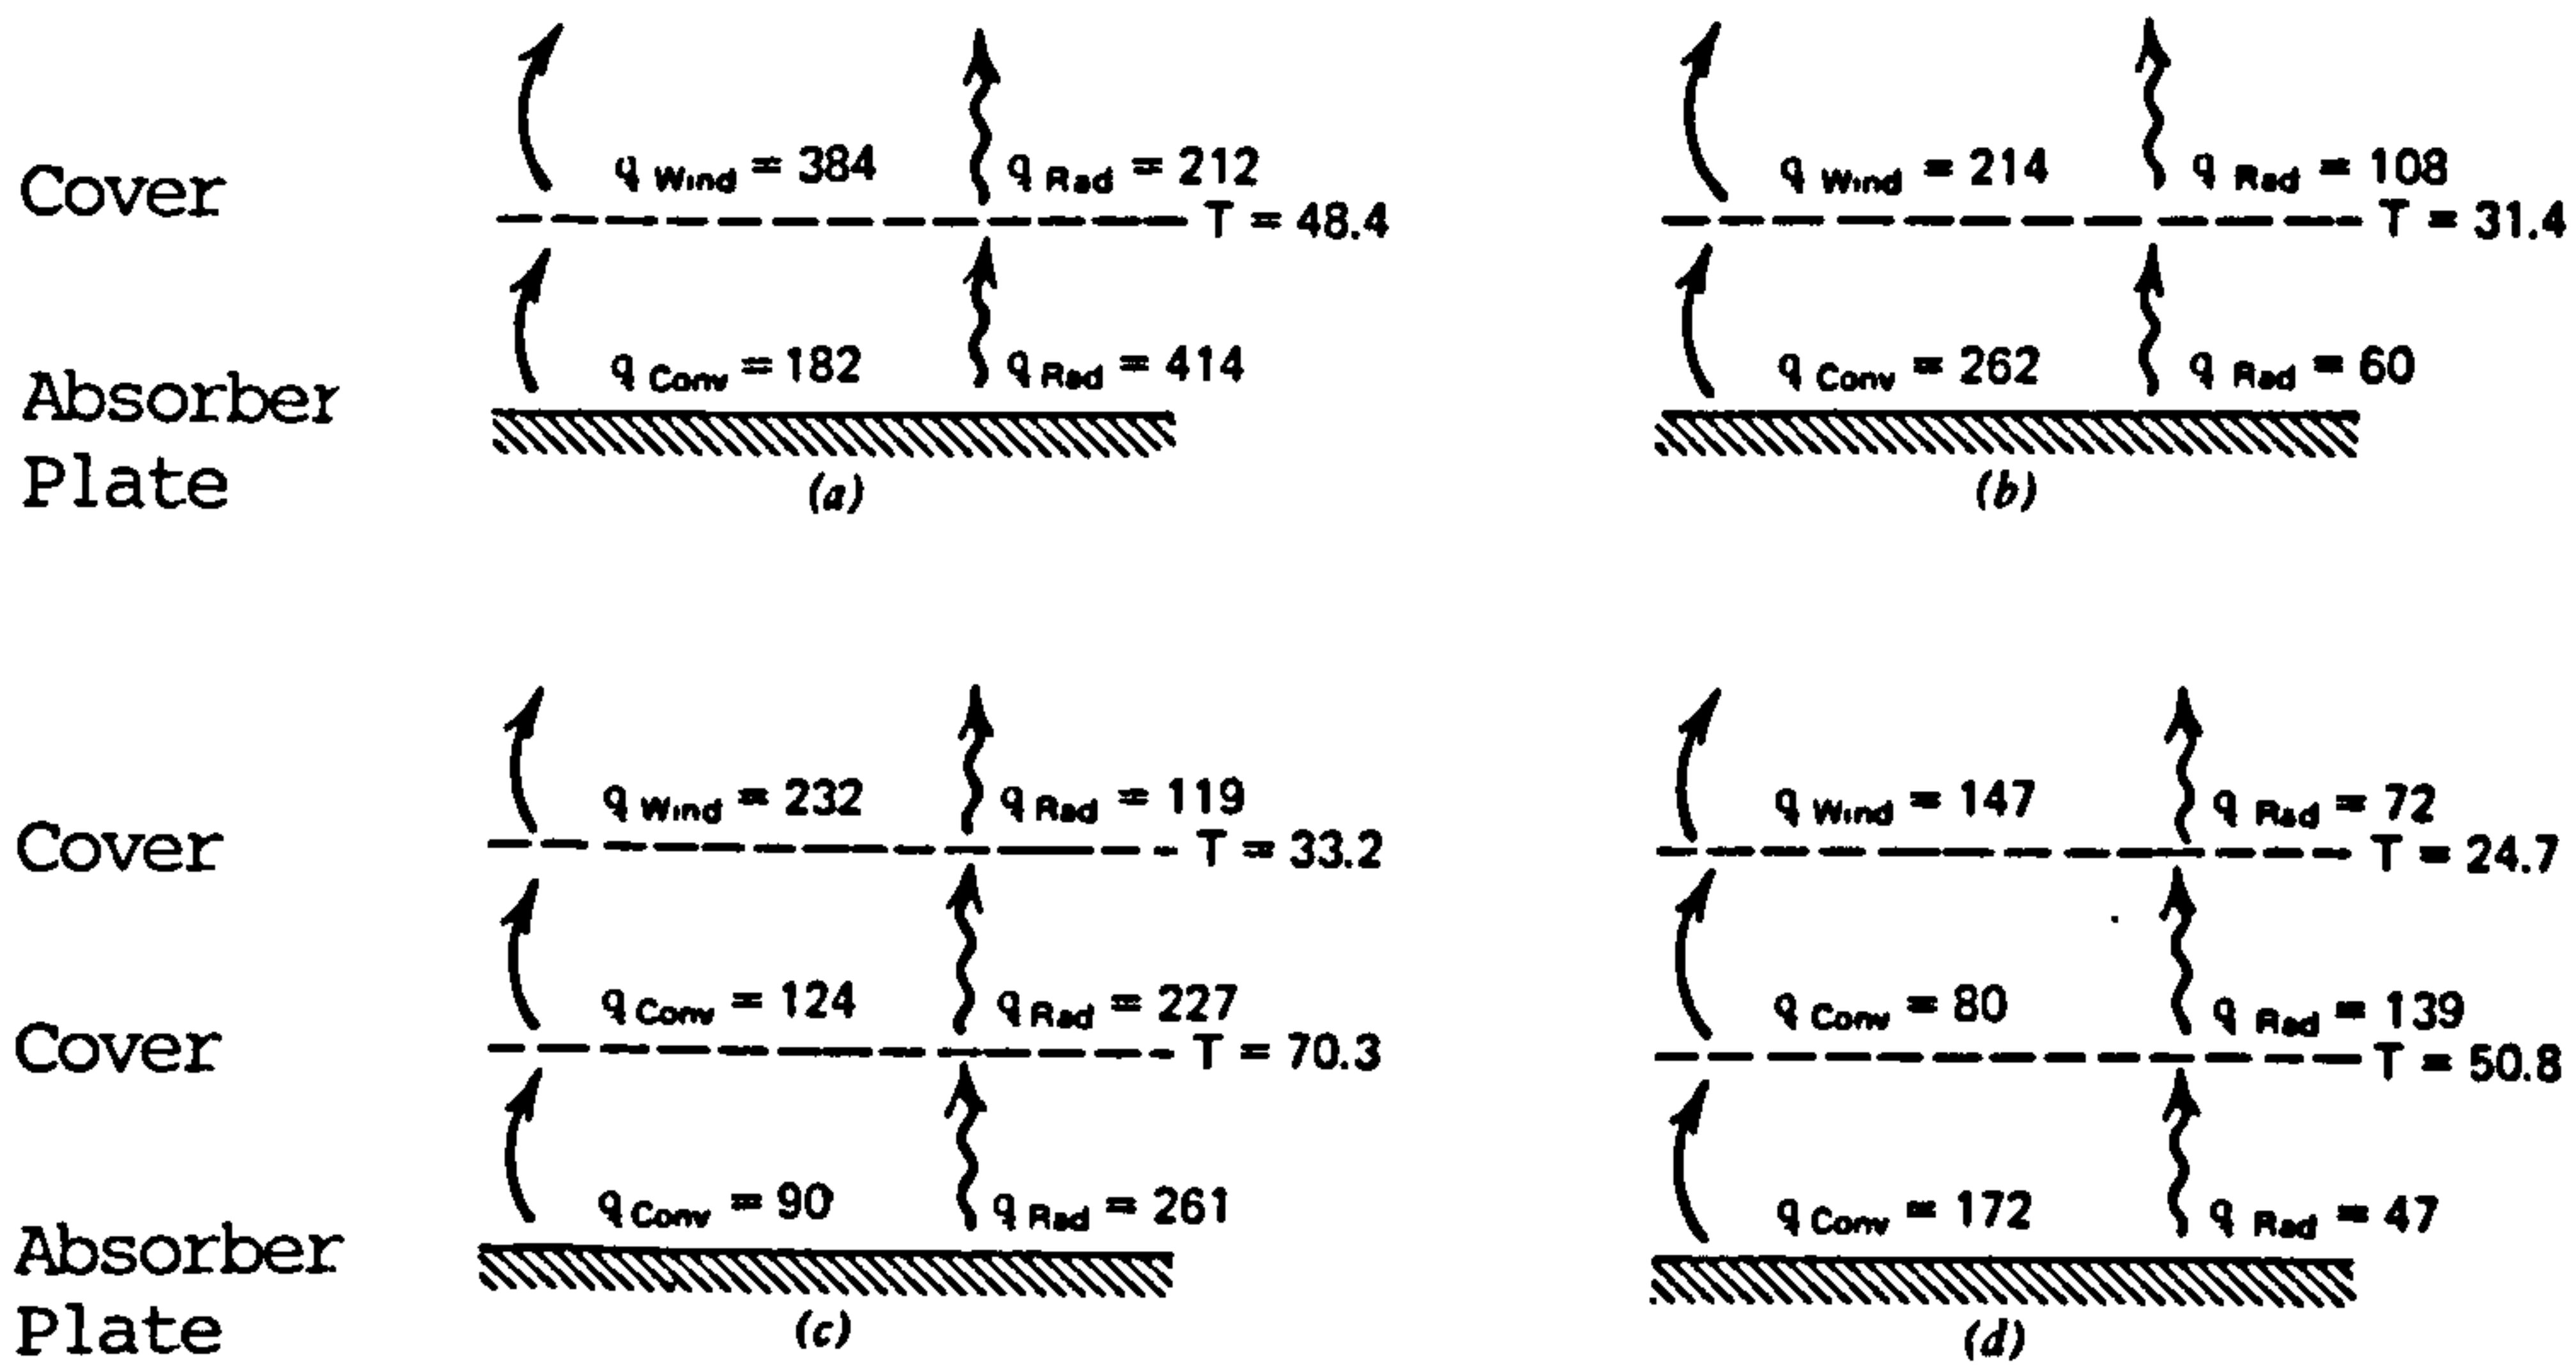 Cover
q Wind = 384 q Rad = 212
T = 48.4
Absorber
Plate
q Conv = 182 q Rad = 414
(a)
q Wind = 214 q Rad = 108
T = 31.4
q Conv = 262 q Rad = 60
(b)
Cover
q Wind = 232 q Rad = 119
T = 33.2
Cover
q Conv = 124 q Rad = 227
T = 70.3
Absorber
Plate
q Conv = 90 q Rad = 261
(c)
q Wind = 147 q Rad = 72
T = 24.7
q Conv = 80 q Rad = 139
T = 50.8
q Conv = 172 q Rad = 47
(d)